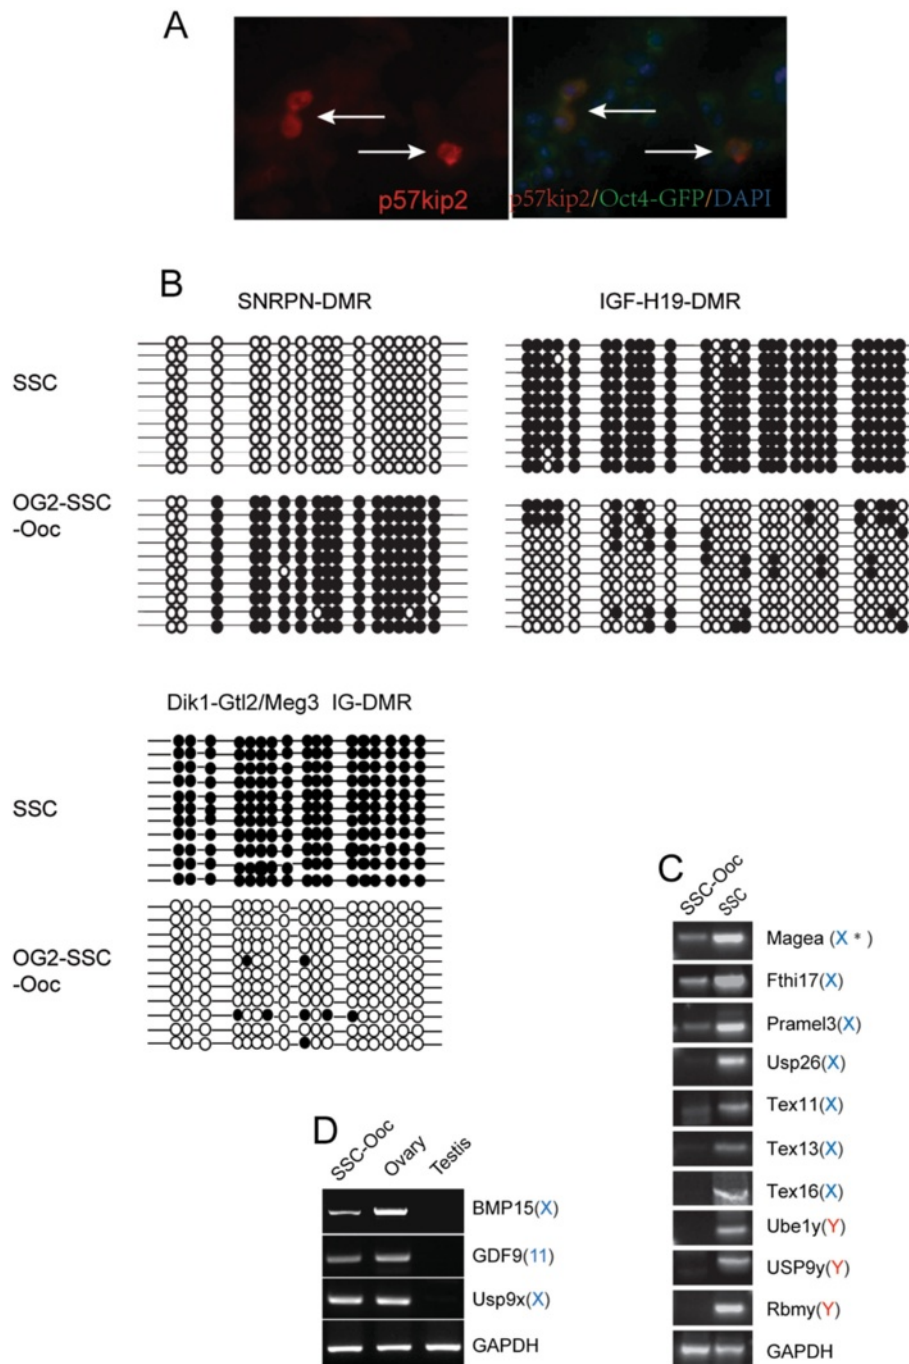 A
p57kip2
p57kip2/Oct4-GFP/DAPI
B
SNRPN-DMR
IGF-H19-DMR
SSC
OG2-SSC
-Ooc
Dik1-Gtl2/Meg3 IG-DMR
SSC
OG2-SSC
-Ooc
C
SSC-Ooc
SSC
Magea (X *)
Fthi17(X)
Pramel3(X)
Usp26(X)
Tex11(X)
Tex13(X)
Tex16(X)
Ube1y(Y)
USP9y(Y)
Rbmy(Y)
GAPDH
D
SSC-Ooc
Ovary
Testis
BMP15(X)
GDF9(11)
Usp9x(X)
GAPDH